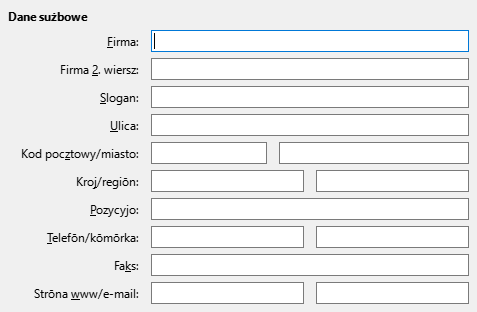 Dane sużbowe
Firma:
Firma 2. wiersz:
Slogan:
Ulica:
Kod pocztowy/miasto:
Kroj/regiōn:
Pozycyjo:
Telefōn/kōmōrka:
Faks:
Strōna www/e-mail: